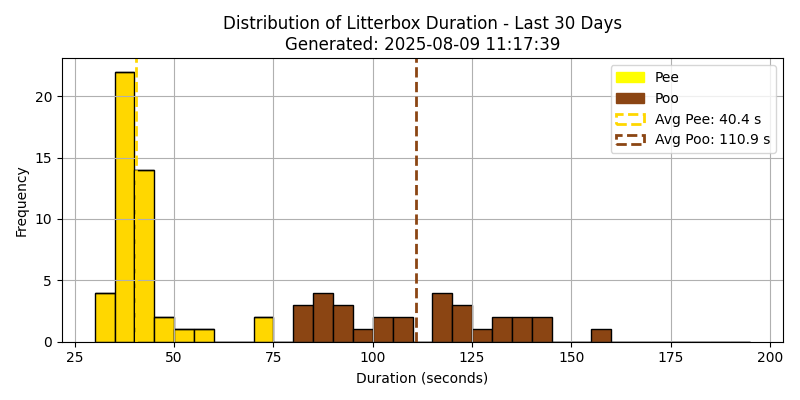 Distribution of Litterbox Duration - Last 30 Days
Generated: 2025-08-09 11:17:39
Pee
Poo
Avg Pee: 40.4 s
Avg Poo: 110.9 s
Frequency
20
15
10
5
0
25
50
75
100
125
150
175
200
Duration (seconds)